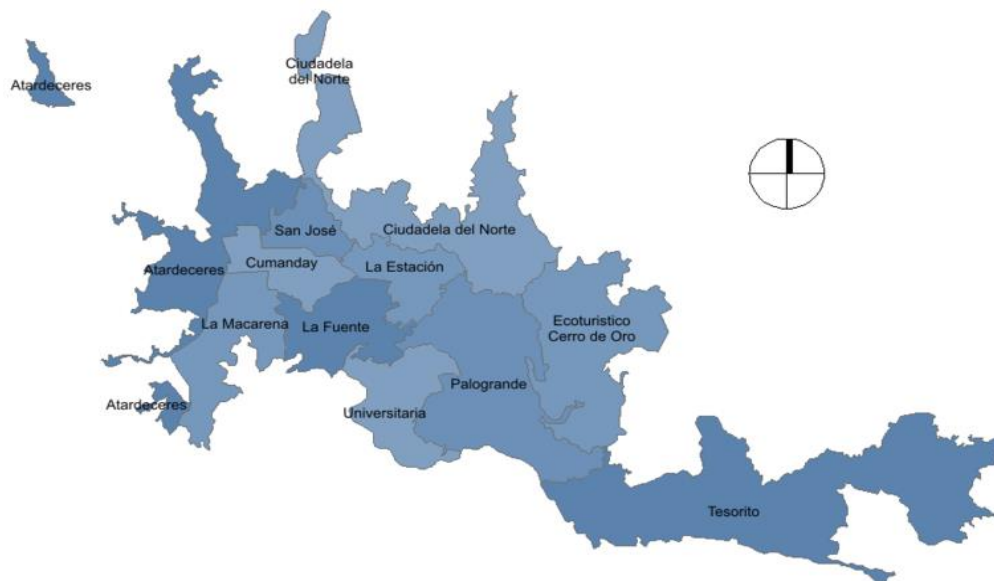 Ciudadela
del Norte
Atardeceres
San José
Ciudadela del Norte
Cumanday
La Estación
Atardeceres
La Macarena
La Fuente
Ecoturistico
Cerro de Oro
Palogrande
Atardeceres
Universitaria
Tesorito